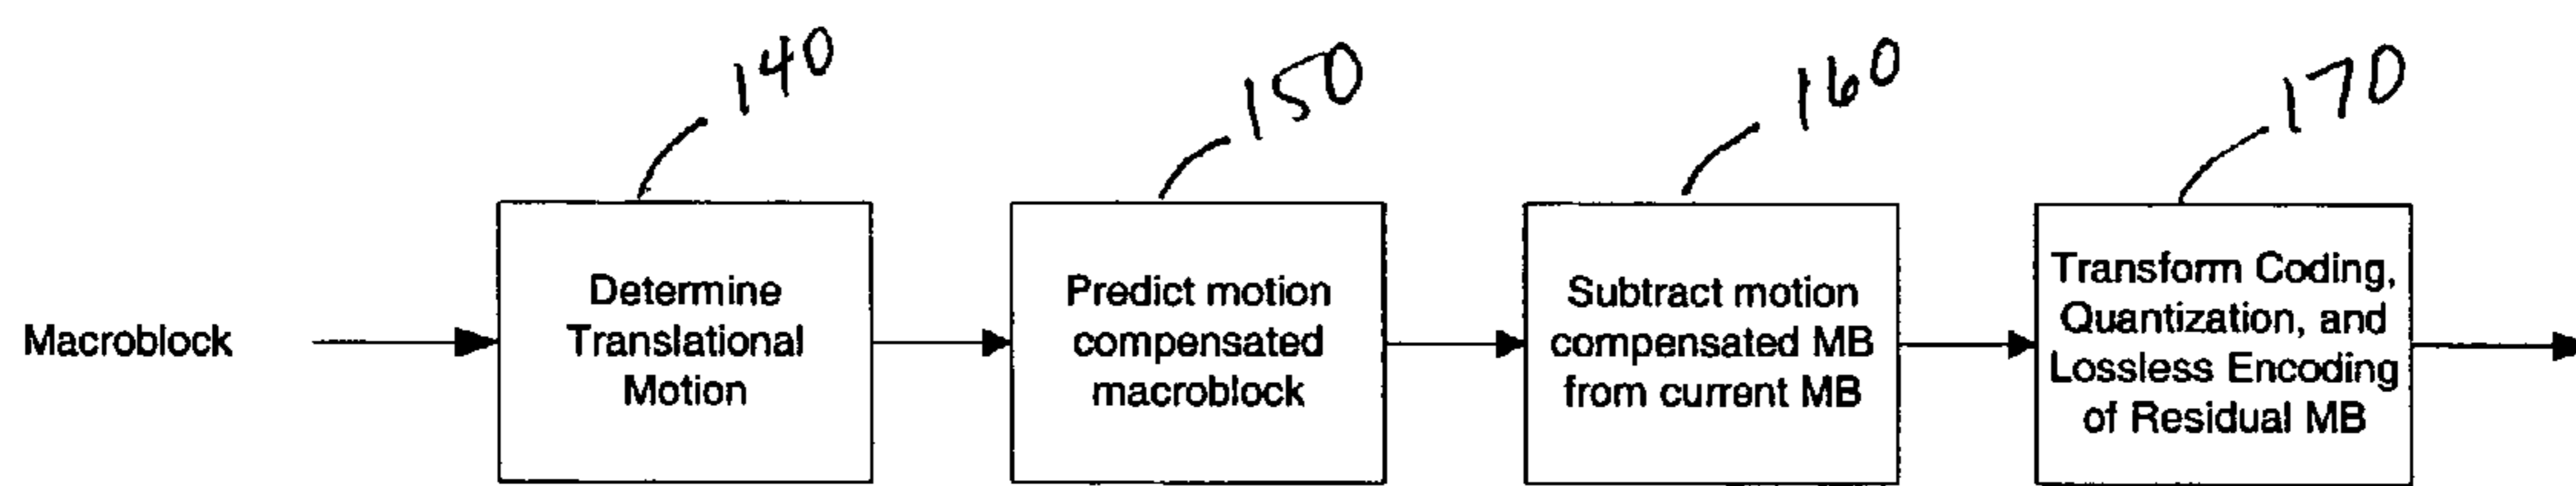 140
150
160
170
Macroblock
Determine
Translational
Motion
Predict motion
compensated
macroblock
Subtract motion
compensated MB
from current MB
Transform Coding,
Quantization, and
Lossless Encoding
of Residual MB